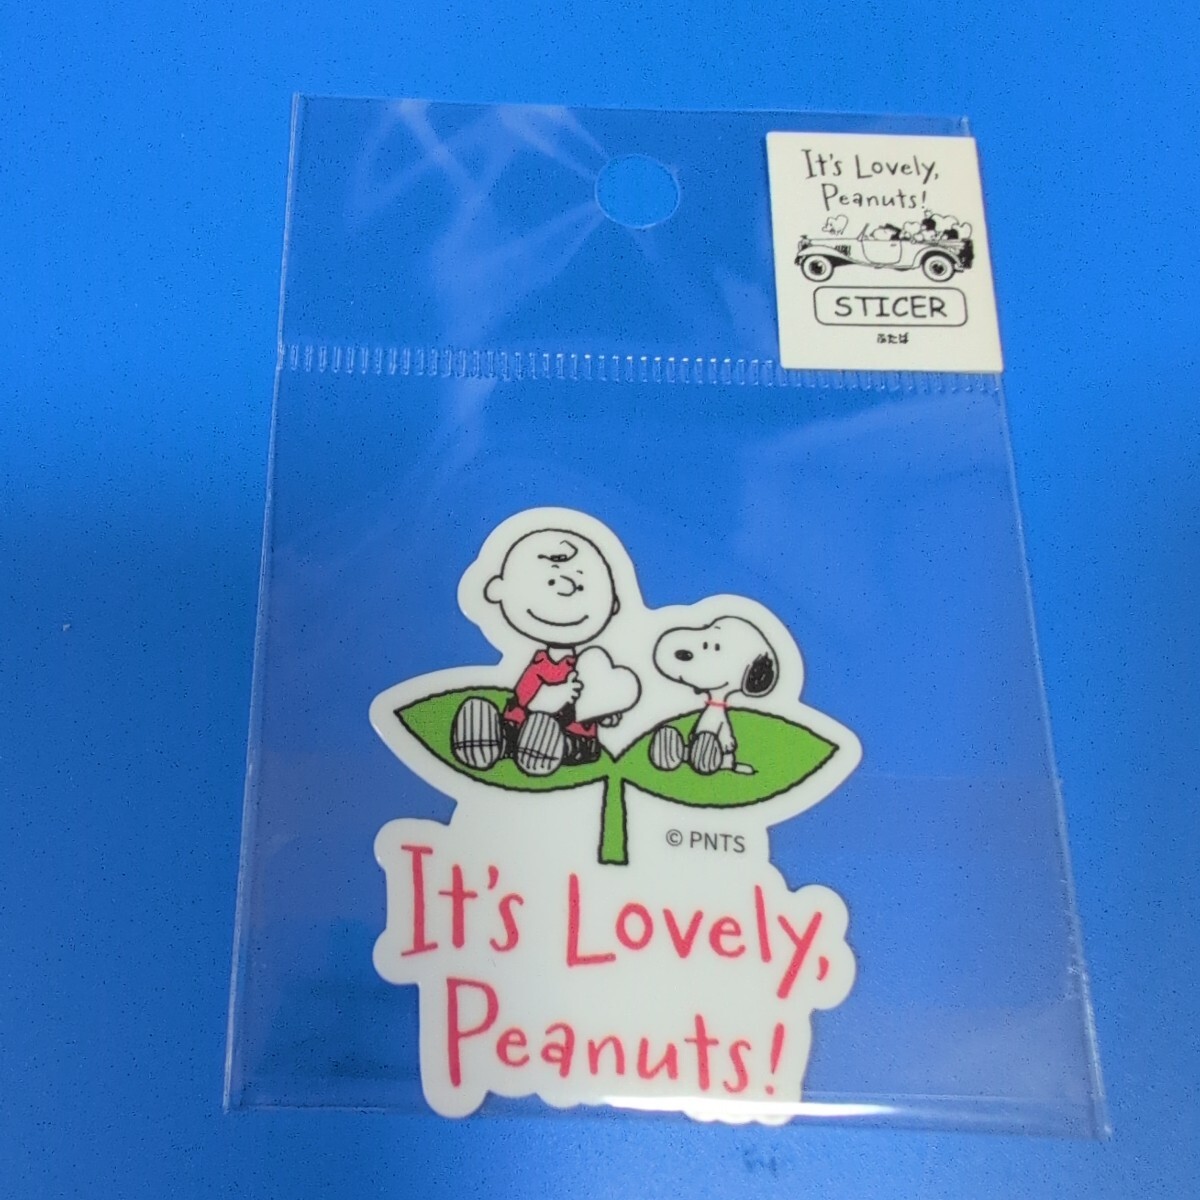 It's Lovely,
Peanuts!
STICER
ふたば
© PNTS
It's Lovely,
Peanuts!